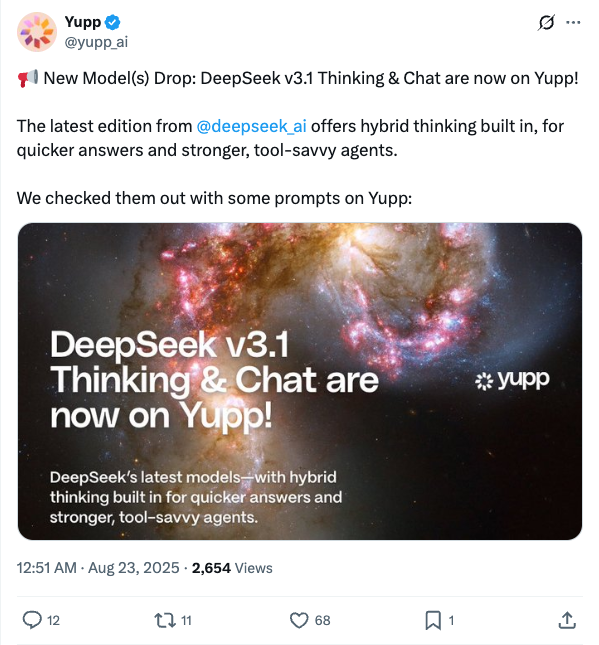 Yupp
@yupp_ai
New Model(s) Drop: DeepSeek v3.1 Thinking & Chat are now on Yupp!
The latest edition from @deepseek_ai offers hybrid thinking built in, for
quicker answers and stronger, tool-savvy agents.
We checked them out with some prompts on Yupp:
DeepSeek v3.1
Thinking & Chat are
now on Yupp!
yupp
DeepSeek's latest models—with hybrid
thinking built in for quicker answers and
stronger, tool-savvy agents.
12:51 AM · Aug 23, 2025 · 2,654 Views
12 11 68 1